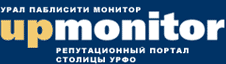 УРАЛ ПАБЛИСИТИ МОНИТОР
upmonitor
РЕПУТАЦИОННЫЙ ПОРТАЛ
СТОЛИЦЫ УРФО